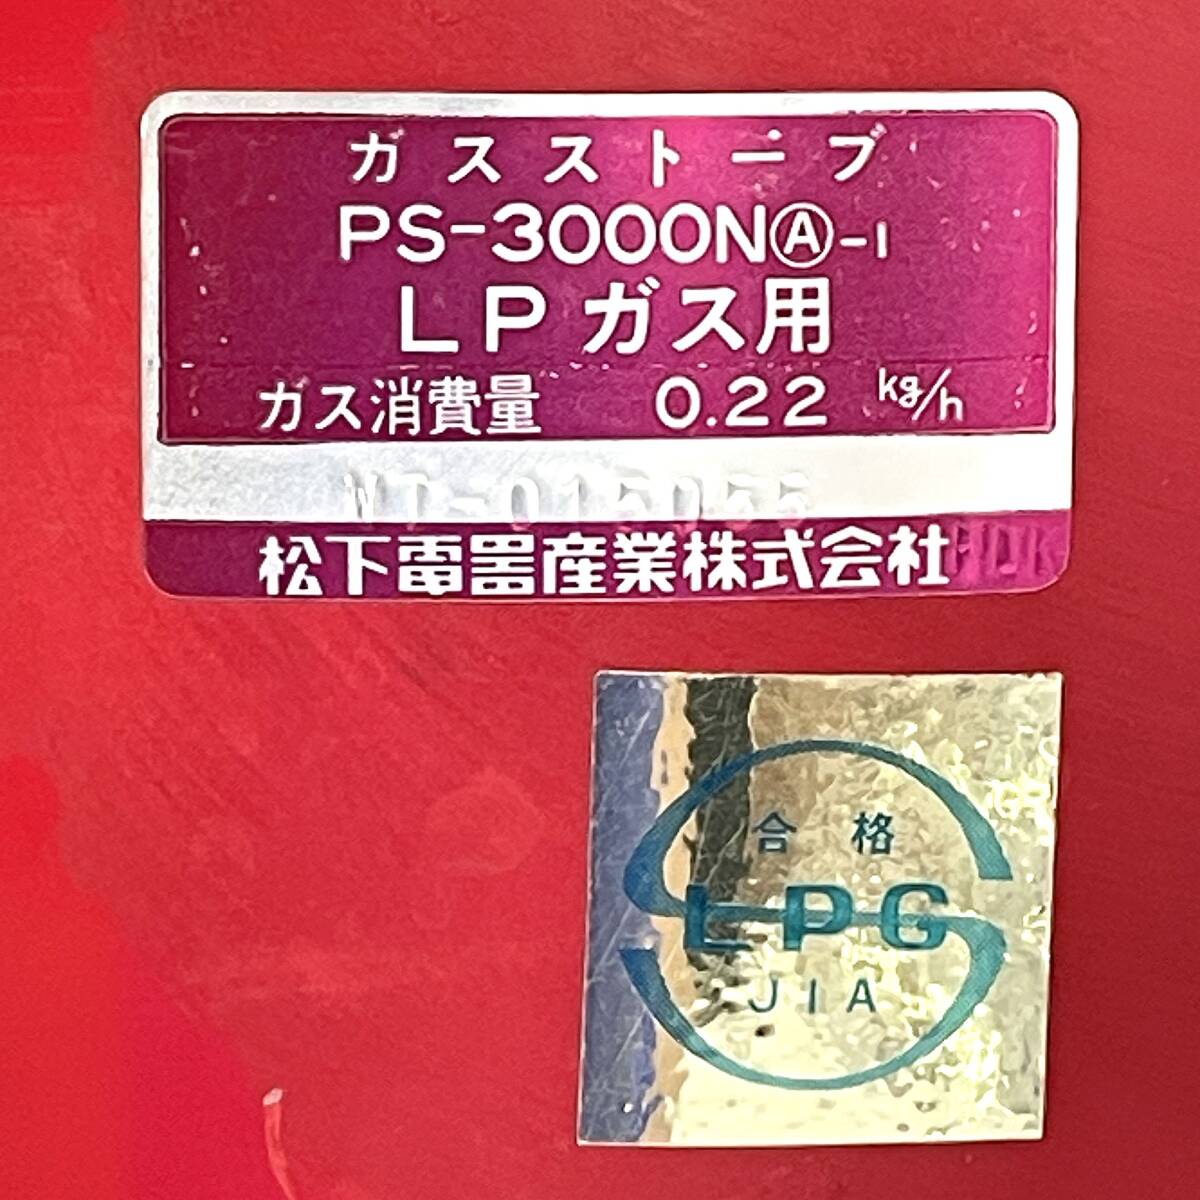 ガスストーブ
PS-3000NⒶ-1
LPガス用
ガス消費量 0.22 kg/h
松下電器産業株式会社
合格
LPG
JIA